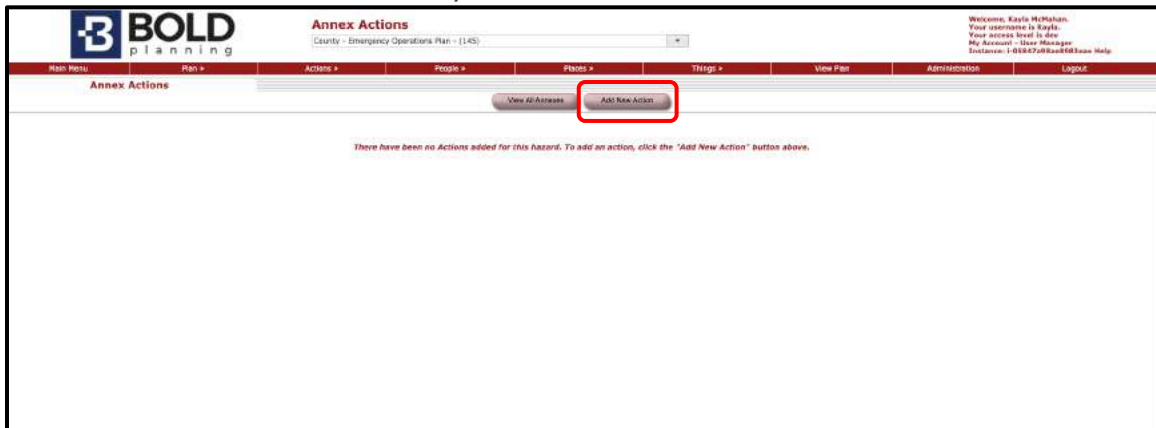 BOLD
planning
Annex Actions
County - Emergency Operations Plan - (145)
Welcome, Kayla McMahan.
Your username is Kayla.
Your access level is dev
My Account - User Manager
Help
Main Menu
Plan »
Actions »
People »
Places »
Things »
View Plan
Administration
Logout
Annex Actions
View All Annexes
Add New Action
There have been no Actions added for this hazard. To add an action, click the "Add New Action" button above.